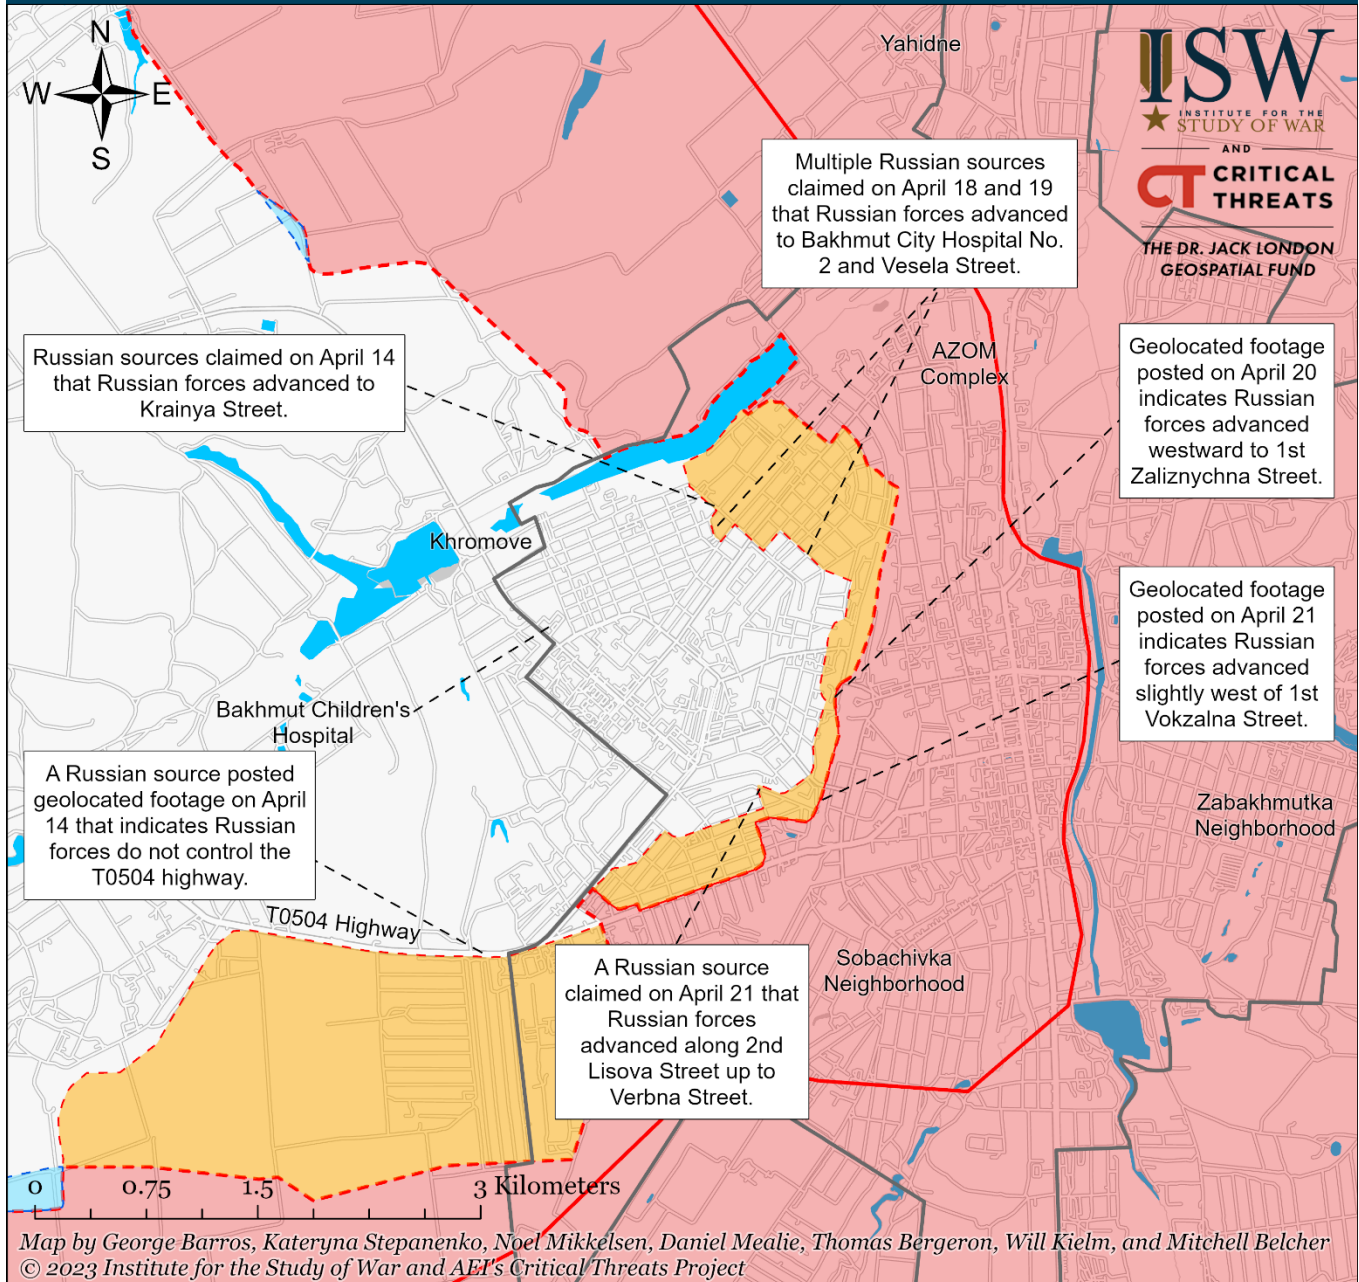 N
W
E
S
Yahidne
ISW
INSTITUTE FOR THE
STUDY OF WAR
AND
CT CRITICAL
THREATS
THE DR. JACK LONDON
GEOSPATIAL FUND
Multiple Russian sources
claimed on April 18 and 19
that Russian forces advanced
to Bakhmut City Hospital No.
2 and Vesela Street.
Russian sources claimed on April 14
that Russian forces advanced to
Krainya Street.
AZOM
Complex
Geolocated footage
posted on April 20
indicates Russian
forces advanced
westward to 1st
Zaliznychna Street.
Khromove
Geolocated footage
posted on April 21
indicates Russian
forces advanced
slightly west of 1st
Vokzalna Street.
Bakhmut Children's
Hospital
A Russian source posted
geolocated footage on April
14 that indicates Russian
forces do not control the
T0504 highway.
Zabakhmutka
Neighborhood
T0504 Highway
Sobachivka
Neighborhood
A Russian source
claimed on April 21 that
Russian forces
advanced along 2nd
Lisova Street up to
Verbna Street.
0 0.75 1.5 3 Kilometers
Map by George Barros, Kateryna Stepanenko, Noel Mikkelsen, Daniel Mealie, Thomas Bergeron, Will Kielm, and Mitchell Belcher
© 2023 Institute for the Study of War and AEI's Critical Threats Project